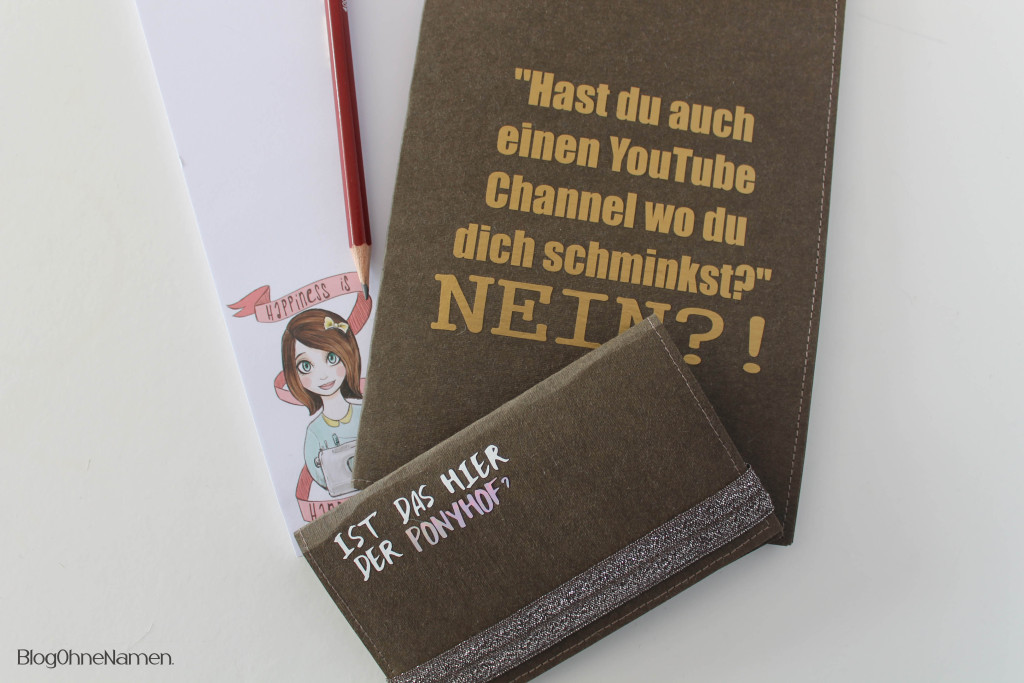 "Hast du auch
einen YouTube
Channel wo du
dich schminkst?"
NEIN?!
Happiness is
IST DAS HIER
DER PONYHOF?
BlogOhneNamen.